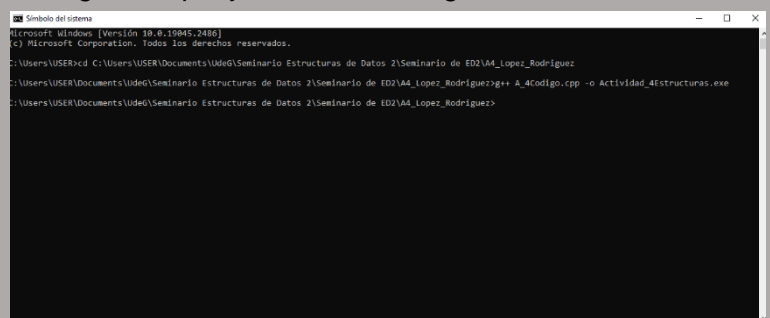 Símbolo del sistema
Microsoft Windows [Versión 10.0.19045.2486]
(c) Microsoft Corporation. Todos los derechos reservados.
C:\Users\USER>cd C:\Users\USER\Documents\UdeG\Seminario Estructuras de Datos 2\Seminario de ED2\A4_Lopez_Rodriguez
C:\Users\USER\Documents\UdeG\Seminario Estructuras de Datos 2\Seminario de ED2\A4_Lopez_Rodriguez>g++ A_4Codigo.cpp -o Actividad_4Estructuras.exe
C:\Users\USER\Documents\UdeG\Seminario Estructuras de Datos 2\Seminario de ED2\A4_Lopez_Rodriguez>